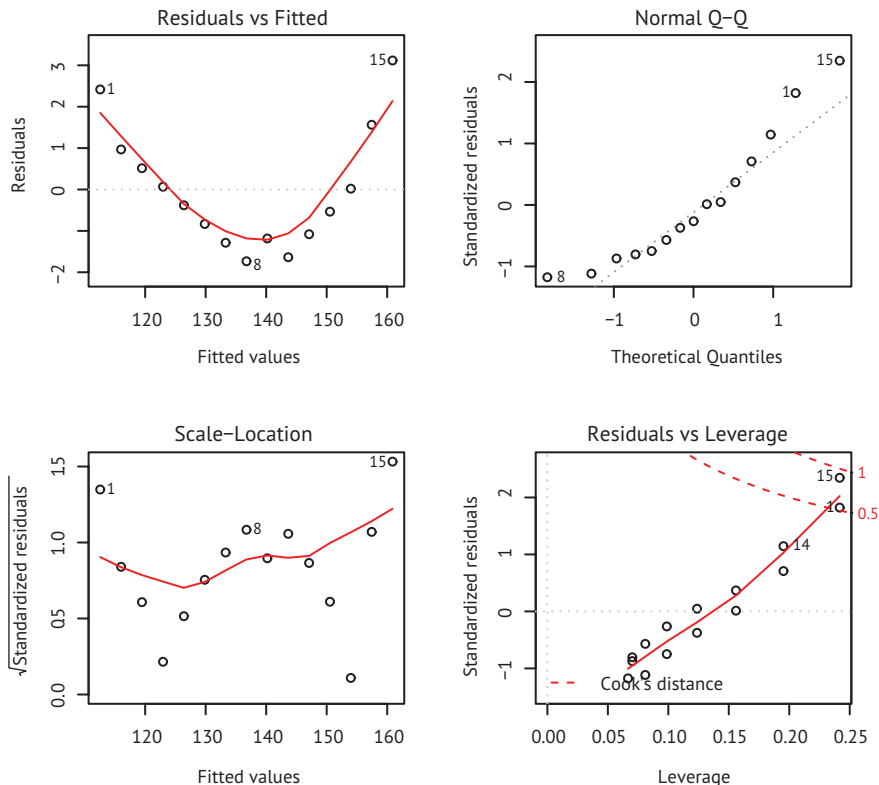 Residuals vs Fitted
Residuals
3
2
1
0
−2
1
8
15
120 130 140 150 160
Fitted values
Normal Q−Q
Standardized residuals
2
1
0
−1
8
1
15
−1 0 1
Theoretical Quantiles
Scale−Location
√Standardized residuals
1.5
1.0
0.5
0.0
1
8
15
120 130 140 150 160
Fitted values
Residuals vs Leverage
Standardized residuals
2
1
0
−1
15
1
14
1
0.5
Cook's distance
0.00 0.05 0.10 0.15 0.20 0.25
Leverage